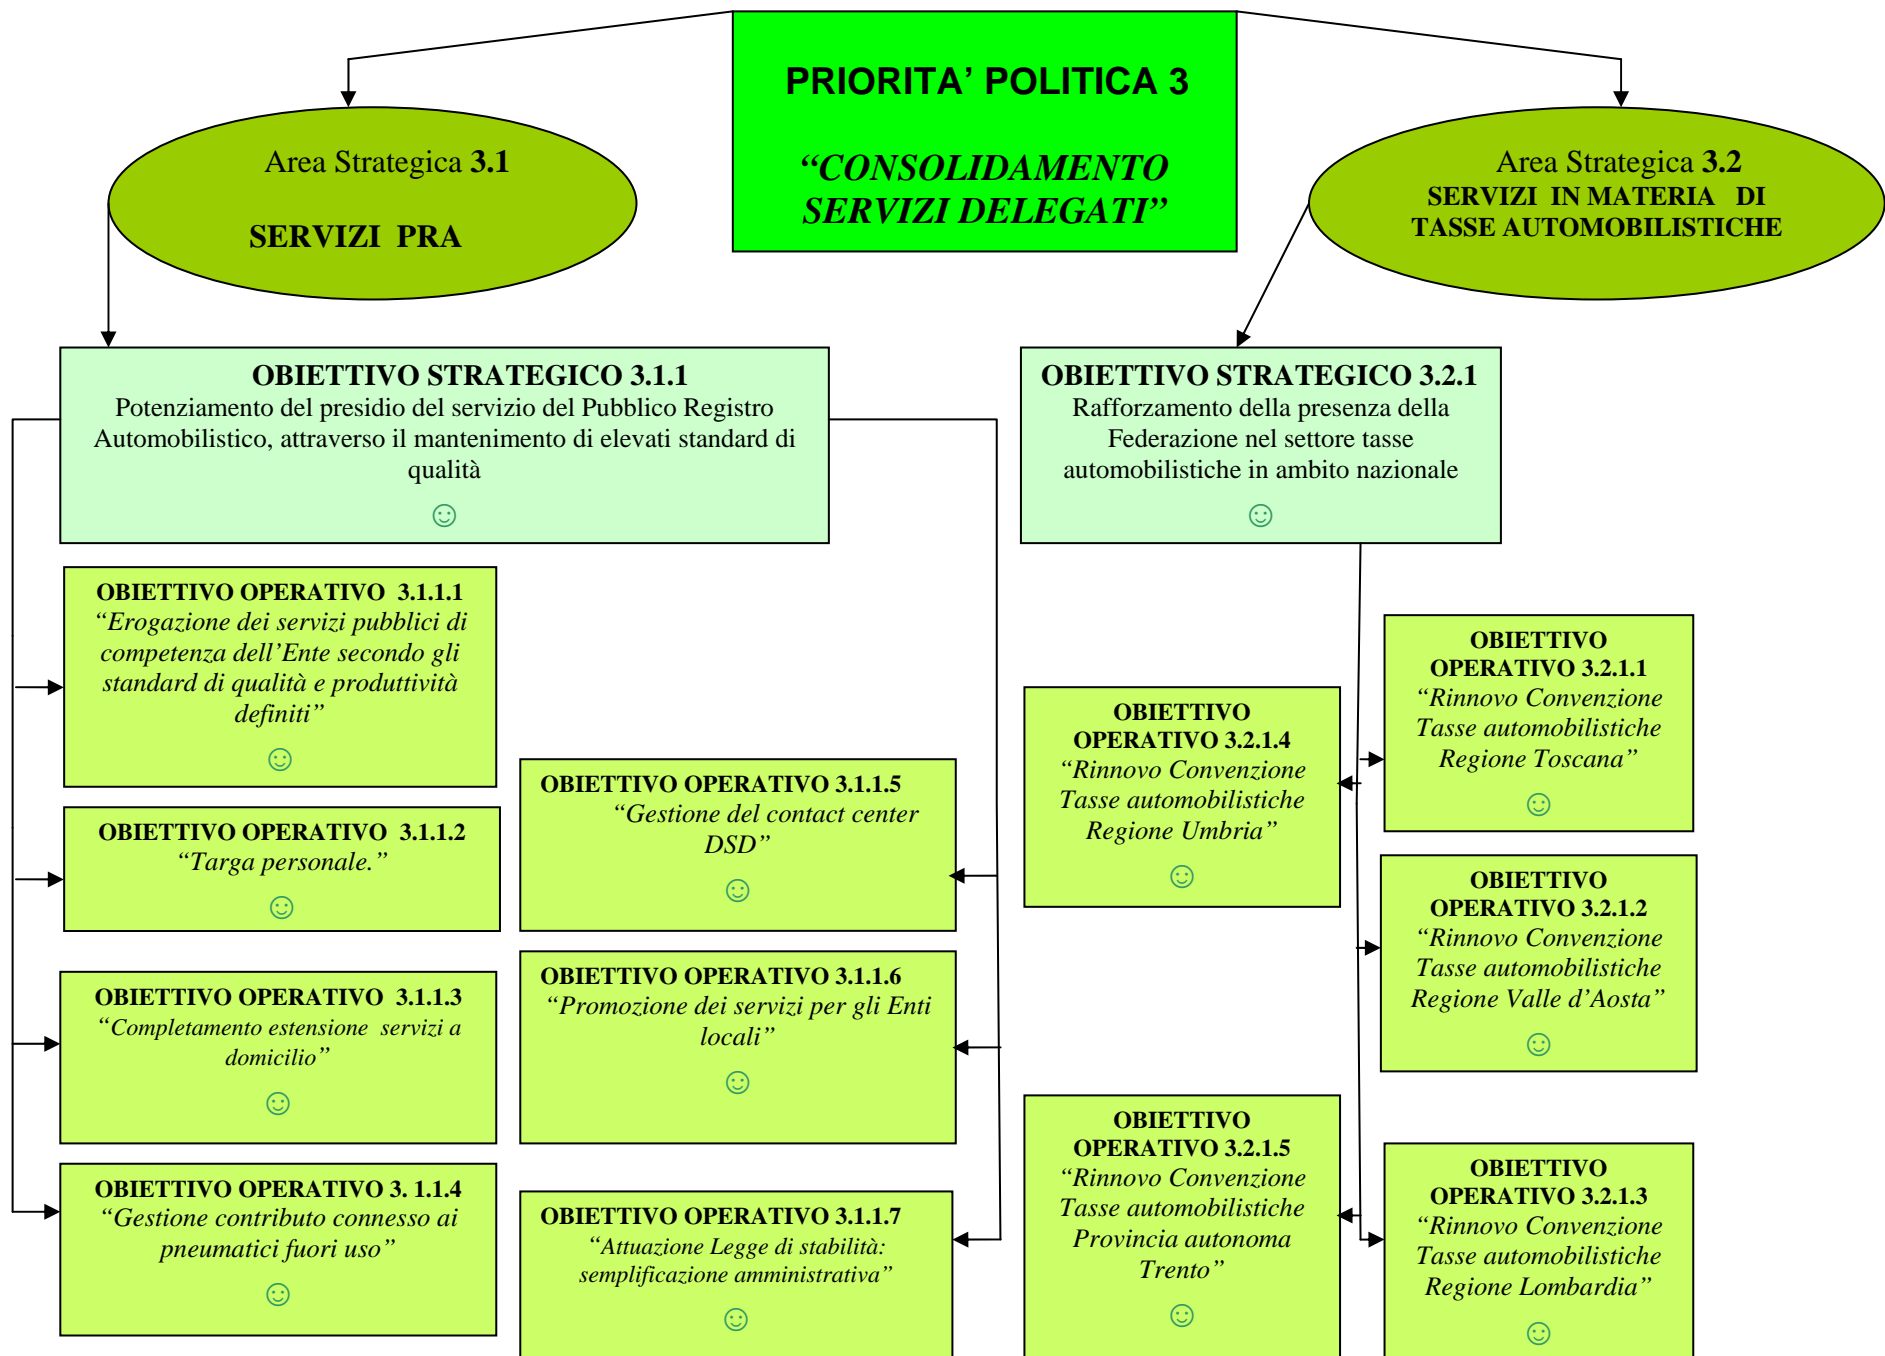 PRIORITA’ POLITICA 3
“CONSOLIDAMENTO
SERVIZI DELEGATI”
Area Strategica 3.1
SERVIZI PRA
Area Strategica 3.2
SERVIZI IN MATERIA DI
TASSE AUTOMOBILISTICHE
OBIETTIVO STRATEGICO 3.1.1
Potenziamento del presidio del servizio del Pubblico Registro
Automobilistico, attraverso il mantenimento di elevati standard di
qualità
☺
OBIETTIVO STRATEGICO 3.2.1
Rafforzamento della presenza della
Federazione nel settore tasse
automobilistiche in ambito nazionale
☺
OBIETTIVO OPERATIVO 3.1.1.1
“Erogazione dei servizi pubblici di
competenza dell’Ente secondo gli
standard di qualità e produttività
definiti”
☺
OBIETTIVO OPERATIVO 3.1.1.2
“Targa personale.”
☺
OBIETTIVO OPERATIVO 3.1.1.3
“Completamento estensione servizi a
domicilio”
☺
OBIETTIVO OPERATIVO 3. 1.1.4
“Gestione contributo connesso ai
pneumatici fuori uso”
☺
OBIETTIVO OPERATIVO 3.1.1.5
“Gestione del contact center
DSD”
☺
OBIETTIVO OPERATIVO 3.1.1.6
“Promozione dei servizi per gli Enti
locali”
☺
OBIETTIVO OPERATIVO 3.1.1.7
“Attuazione Legge di stabilità:
semplificazione amministrativa”
☺
OBIETTIVO
OPERATIVO 3.2.1.4
“Rinnovo Convenzione
Tasse automobilistiche
Regione Umbria”
☺
OBIETTIVO
OPERATIVO 3.2.1.5
“Rinnovo Convenzione
Tasse automobilistiche
Provincia autonoma
Trento”
☺
OBIETTIVO
OPERATIVO 3.2.1.1
“Rinnovo Convenzione
Tasse automobilistiche
Regione Toscana”
☺
OBIETTIVO
OPERATIVO 3.2.1.2
“Rinnovo Convenzione
Tasse automobilistiche
Regione Valle d’Aosta”
☺
OBIETTIVO
OPERATIVO 3.2.1.3
“Rinnovo Convenzione
Tasse automobilistiche
Regione Lombardia”
☺